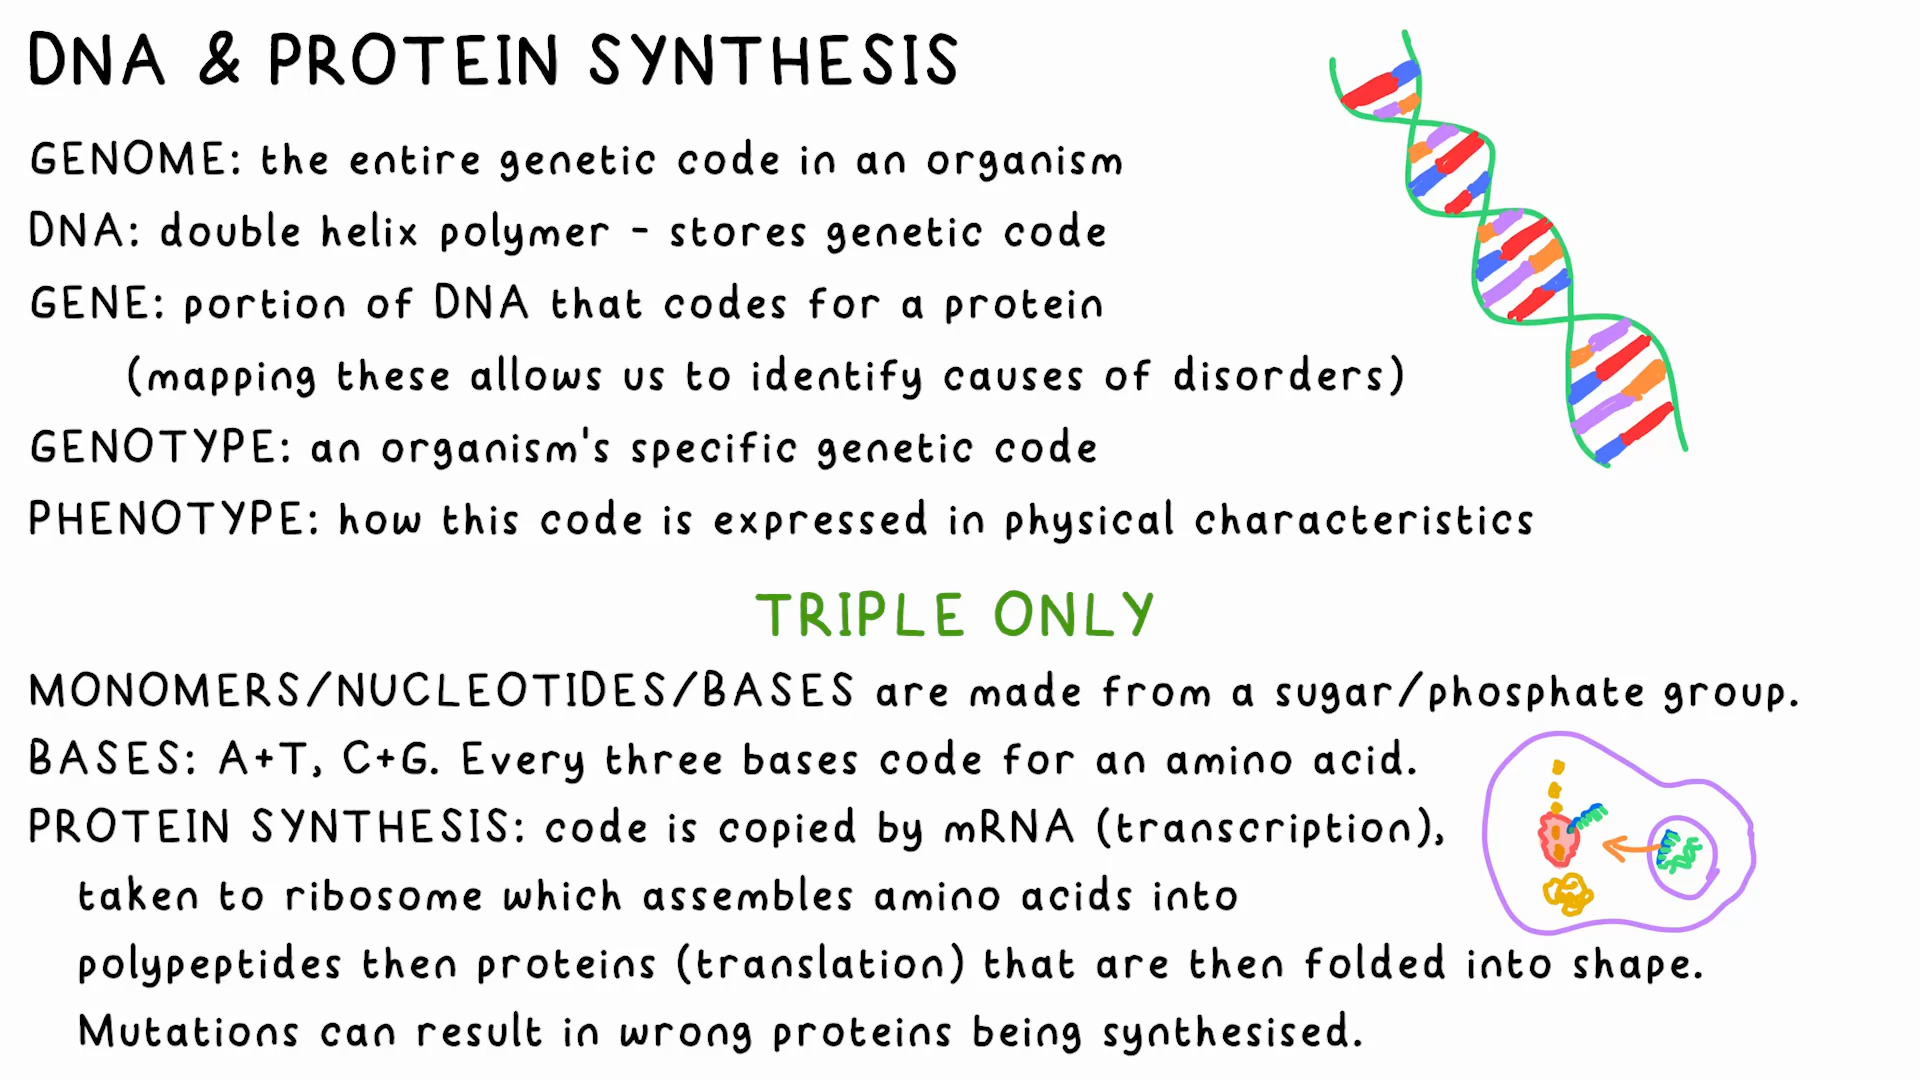 DNA & PROTEIN SYNTHESIS
GENOME: the entire genetic code in an organism
DNA: double helix polymer - stores genetic code
GENE: portion of DNA that codes for a protein
(mapping these allows us to identify causes of disorders)
GENOTYPE: an organism's specific genetic code
PHENOTYPE: how this code is expressed in physical characteristics
TRIPLE ONLY
MONOMERS/NUCLEOTIDES/BASES are made from a sugar/phosphate group.
BASES: A+T, C+G. Every three bases code for an amino acid.
PROTEIN SYNTHESIS: code is copied by mRNA (transcription),
taken to ribosome which assembles amino acids into
polypeptides then proteins (translation) that are then folded into shape.
Mutations can result in wrong proteins being synthesised.